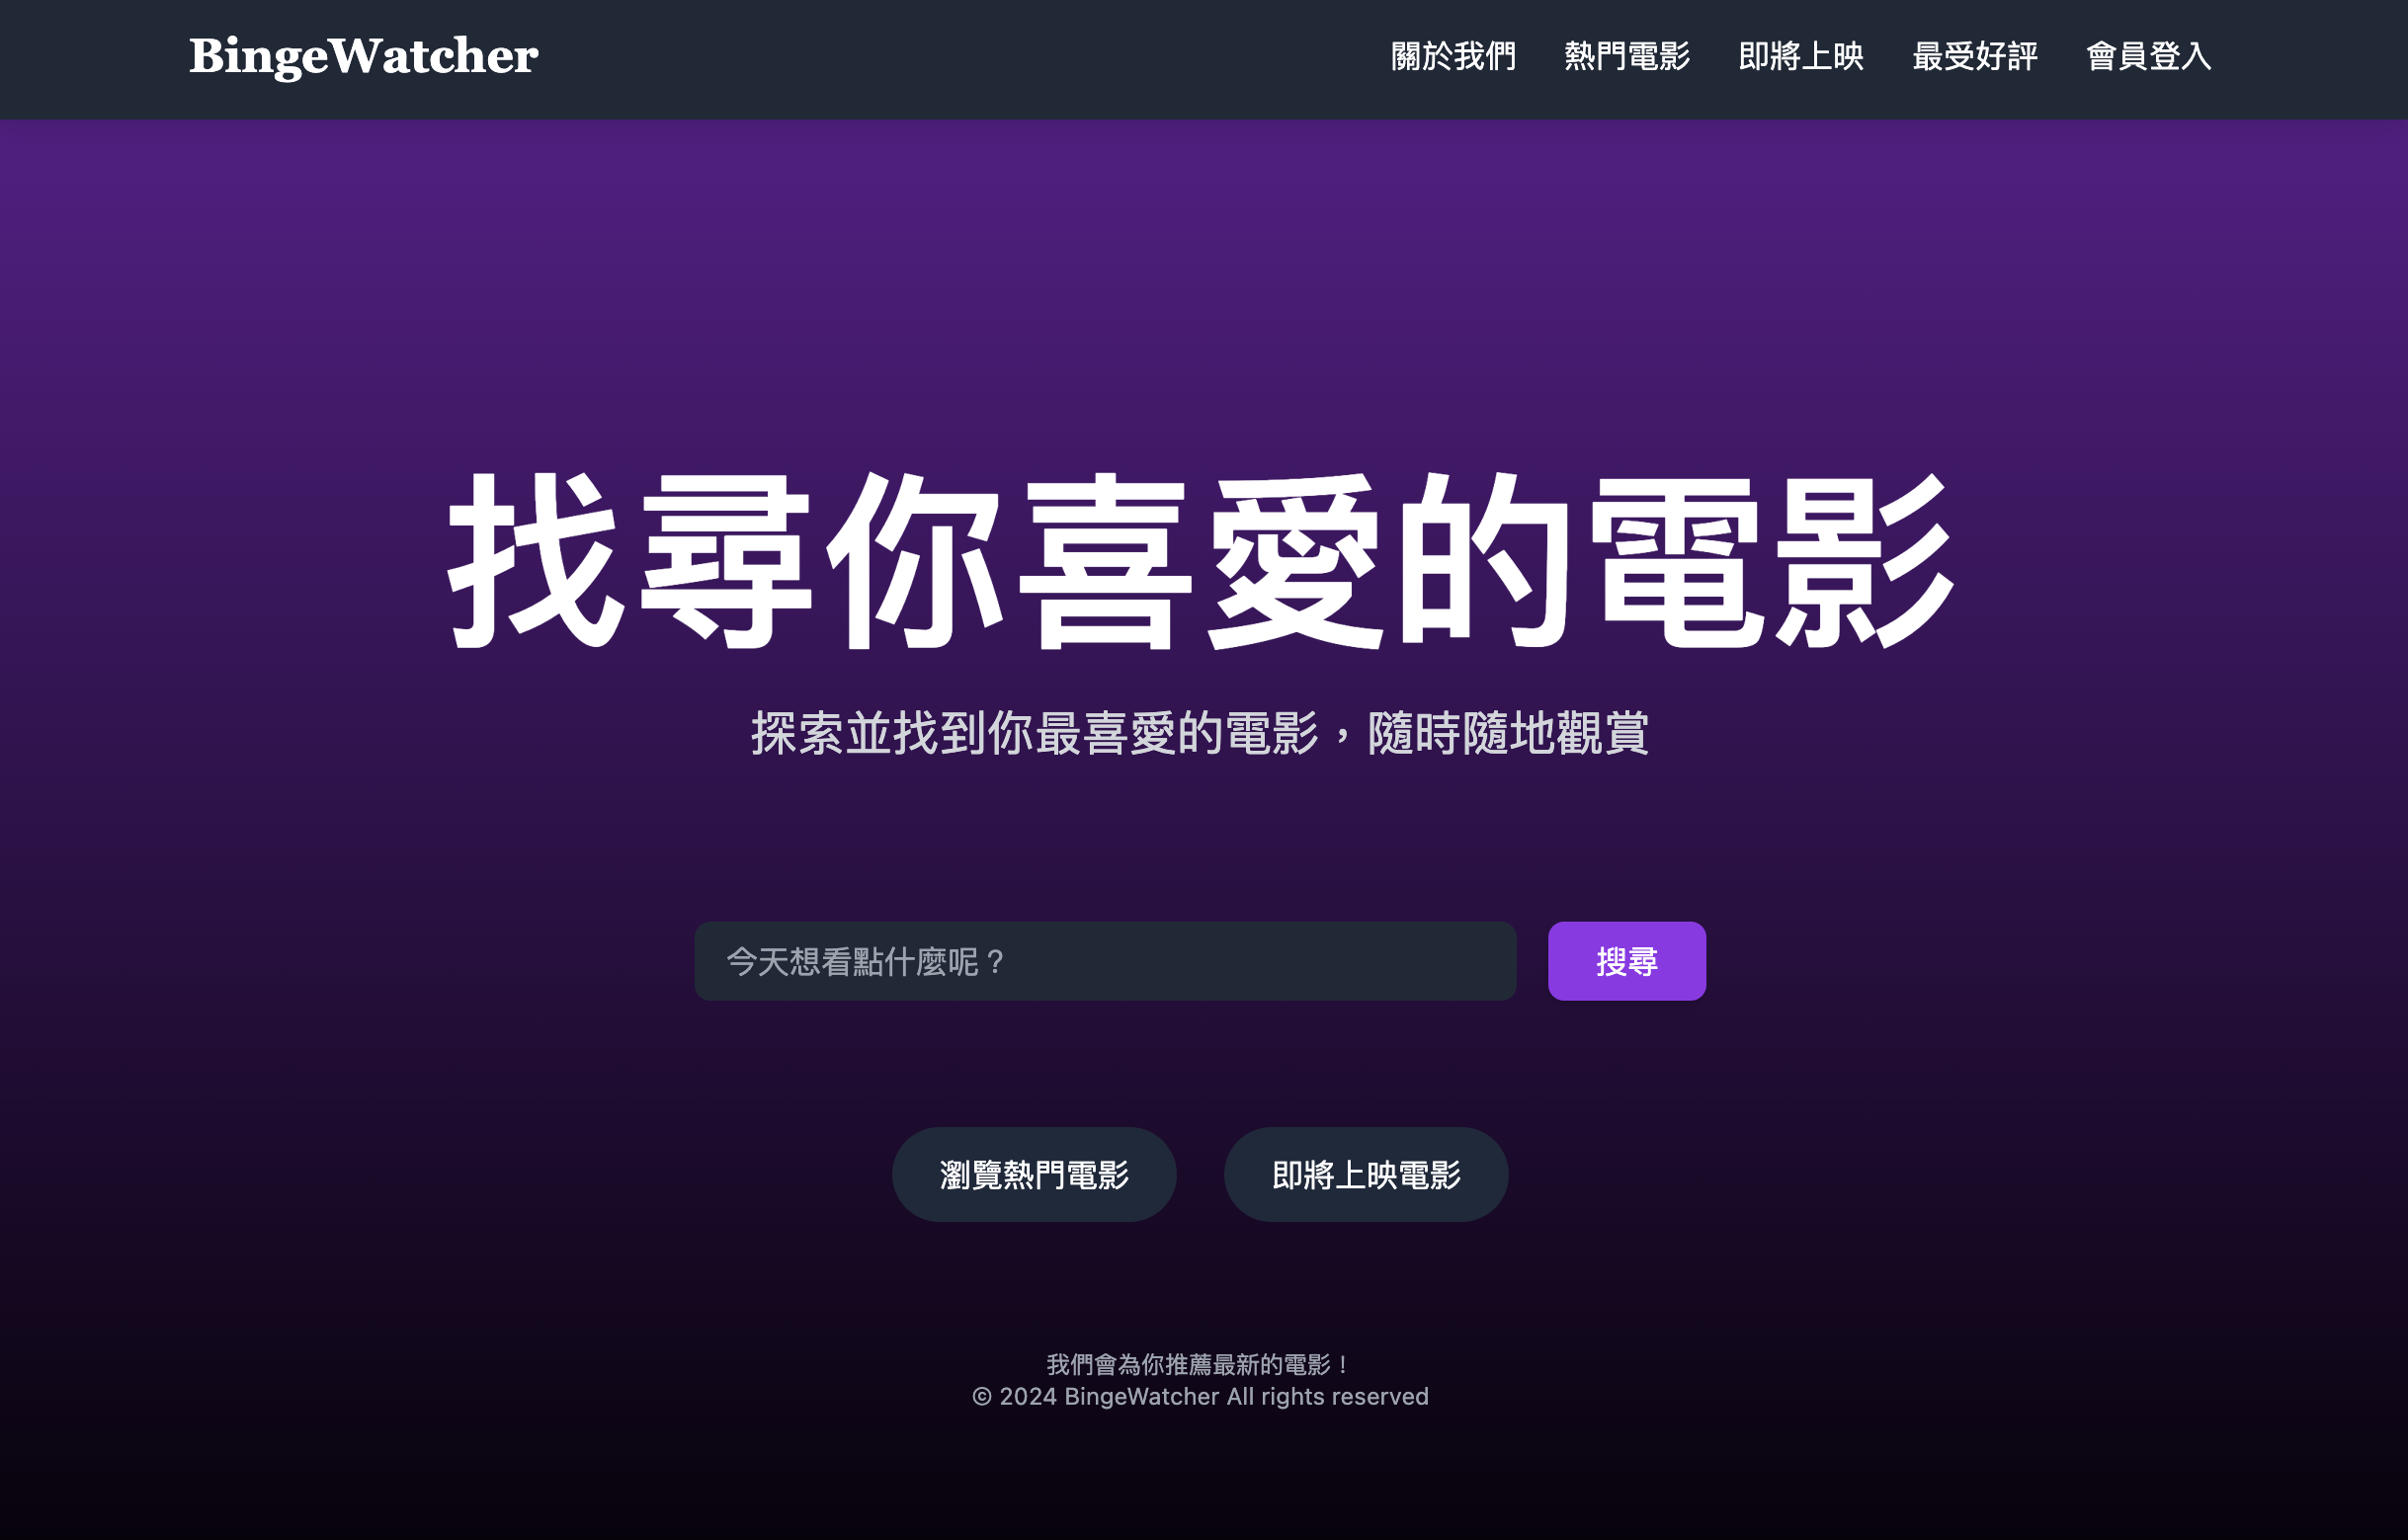 BingeWatcher
關於我們 熱門電影 即將上映 最受好評 會員登入
找尋你喜愛的電影
探索並找到你最喜愛的電影，隨時隨地觀賞
今天想看點什麼呢？ 搜尋
瀏覽熱門電影 即將上映電影
我們會為你推薦最新的電影！
© 2024 BingeWatcher All rights reserved